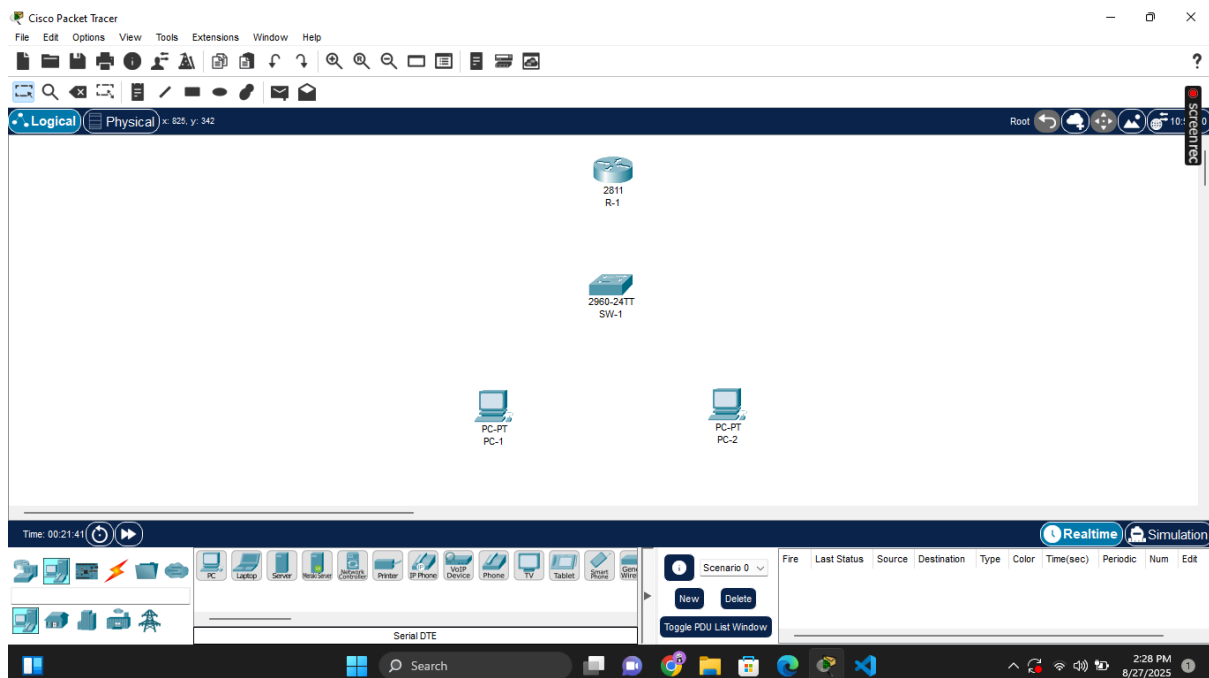 Cisco Packet Tracer
File Edit Options View Tools Extensions Window Help
?
Logical Physical x: 825, y: 342 Root
screenrec
2811
R-1
2960-24TT
SW-1
PC-PT
PC-1
PC-PT
PC-2
Time: 00:21:41 Realtime Simulation
PC Laptop Server Meraki Server Network Controller Printer IP Phone VoIP Device Phone TV Tablet Smart Phone
Scenario 0
Fire Last Status Source Destination Type Color Time(sec) Periodic Num Edit
New Delete
Toggle PDU List Window
Serial DTE
Search
2:28 PM
8/27/2025
1